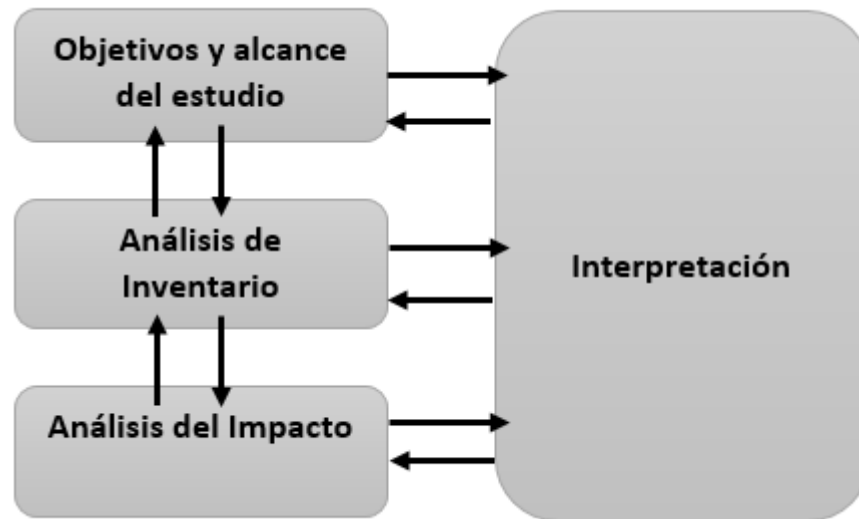 Objetivos y alcance
del estudio
Análisis de
Inventario
Análisis del Impacto
Interpretación